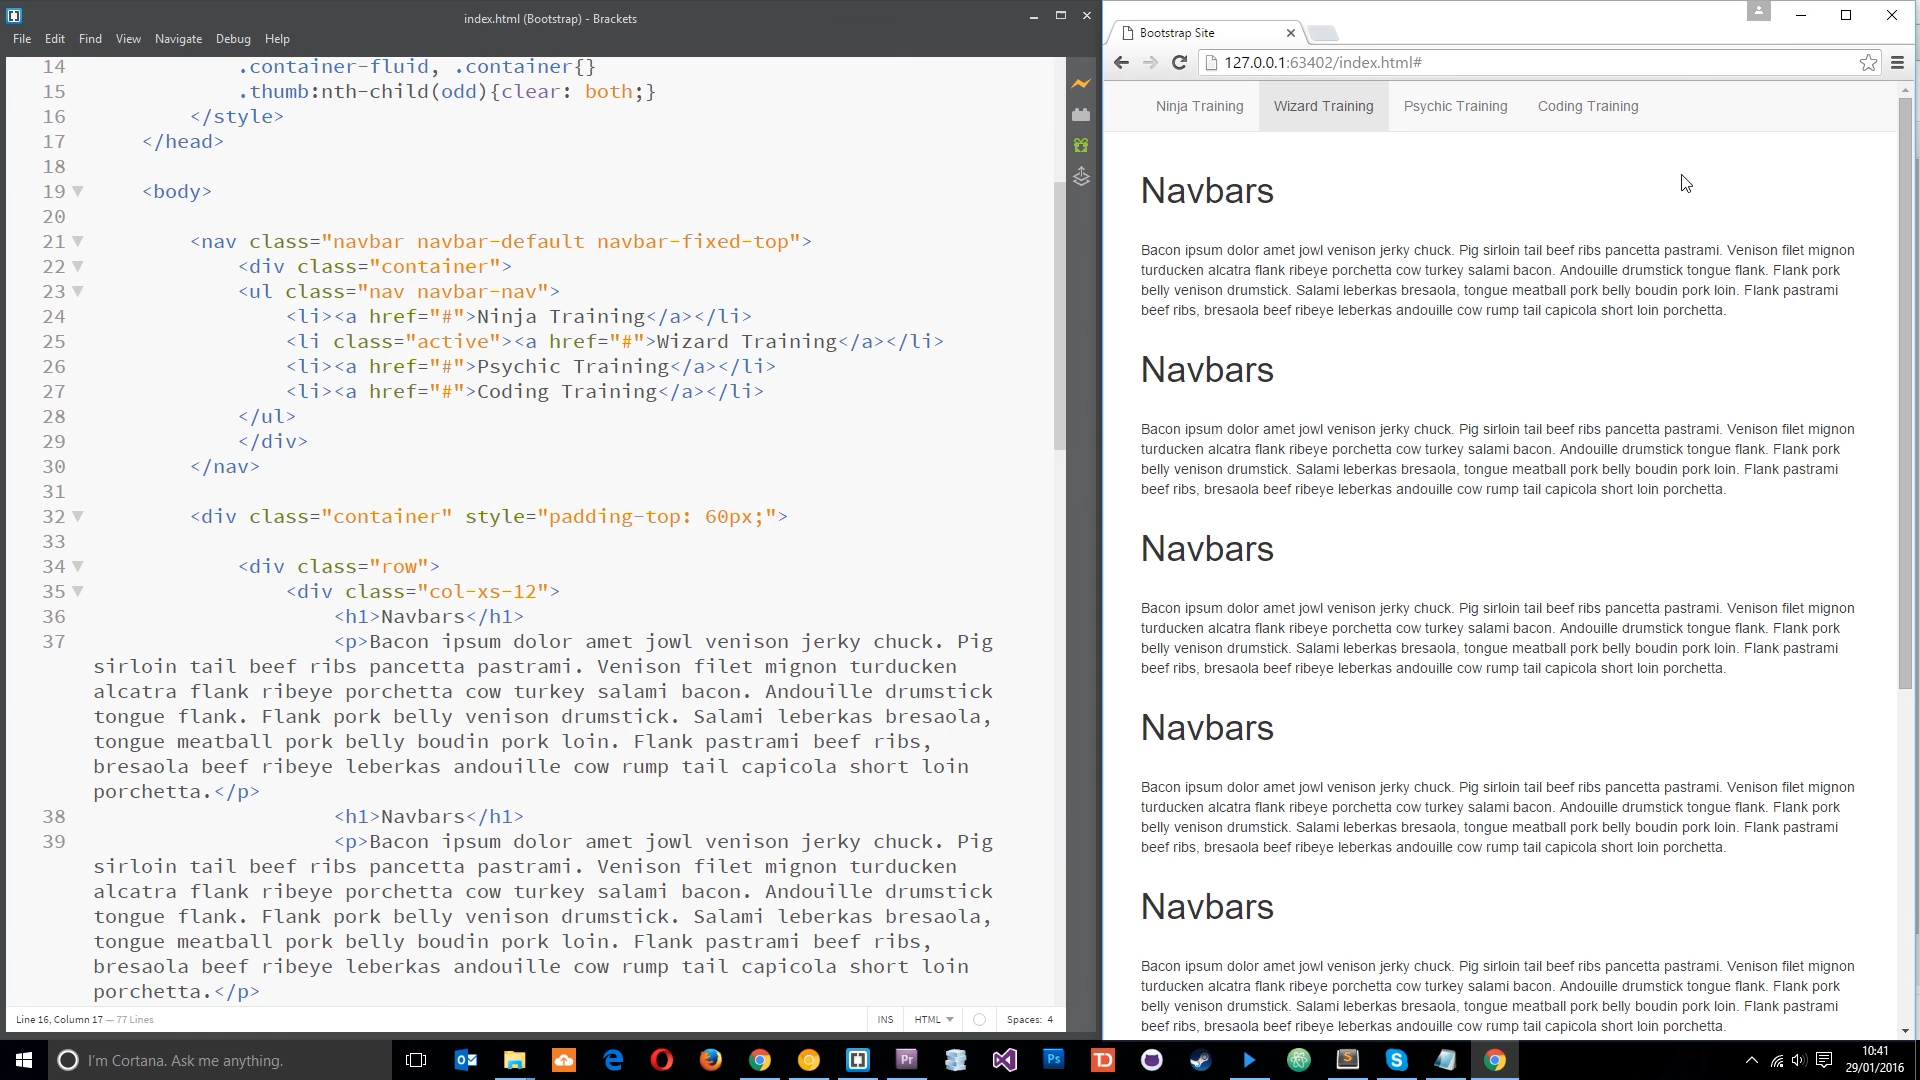 index.html (Bootstrap) - Brackets
File Edit Find View Navigate Debug Help
14 .container-fluid, .container{}
15 .thumb:nth-child(odd){clear: both;}
16 </style>
17 </head>
18
19 <body>
20
21 <nav class="navbar navbar-default navbar-fixed-top">
22 <div class="container">
23 <ul class="nav navbar-nav">
24 <li><a href="#">Ninja Training</a></li>
25 <li class="active"><a href="#">Wizard Training</a></li>
26 <li><a href="#">Psychic Training</a></li>
27 <li><a href="#">Coding Training</a></li>
28 </ul>
29 </div>
30 </nav>
31
32 <div class="container" style="padding-top: 60px;">
33
34 <div class="row">
35 <div class="col-xs-12">
36 <h1>Navbars</h1>
37 <p>Bacon ipsum dolor amet jowl venison jerky chuck. Pig
sirloin tail beef ribs pancetta pastrami. Venison filet mignon turducken
alcatra flank ribeye porchetta cow turkey salami bacon. Andouille drumstick
tongue flank. Flank pork belly venison drumstick. Salami leberkas bresaola,
tongue meatball pork belly boudin pork loin. Flank pastrami beef ribs,
bresaola beef ribeye leberkas andouille cow rump tail capicola short loin
porchetta.</p>
38 <h1>Navbars</h1>
39 <p>Bacon ipsum dolor amet jowl venison jerky chuck. Pig
sirloin tail beef ribs pancetta pastrami. Venison filet mignon turducken
alcatra flank ribeye porchetta cow turkey salami bacon. Andouille drumstick
tongue flank. Flank pork belly venison drumstick. Salami leberkas bresaola,
tongue meatball pork belly boudin pork loin. Flank pastrami beef ribs,
bresaola beef ribeye leberkas andouille cow rump tail capicola short loin
porchetta.</p>
Line 16, Column 17 — 77 Lines
INS HTML Spaces: 4
Bootstrap Site
127.0.0.1:63402/index.html#
Ninja Training Wizard Training Psychic Training Coding Training
Navbars
Bacon ipsum dolor amet jowl venison jerky chuck. Pig sirloin tail beef ribs pancetta pastrami. Venison filet mignon
turducken alcatra flank ribeye porchetta cow turkey salami bacon. Andouille drumstick tongue flank. Flank pork
belly venison drumstick. Salami leberkas bresaola, tongue meatball pork belly boudin pork loin. Flank pastrami
beef ribs, bresaola beef ribeye leberkas andouille cow rump tail capicola short loin porchetta.
Navbars
Bacon ipsum dolor amet jowl venison jerky chuck. Pig sirloin tail beef ribs pancetta pastrami. Venison filet mignon
turducken alcatra flank ribeye porchetta cow turkey salami bacon. Andouille drumstick tongue flank. Flank pork
belly venison drumstick. Salami leberkas bresaola, tongue meatball pork belly boudin pork loin. Flank pastrami
beef ribs, bresaola beef ribeye leberkas andouille cow rump tail capicola short loin porchetta.
Navbars
Bacon ipsum dolor amet jowl venison jerky chuck. Pig sirloin tail beef ribs pancetta pastrami. Venison filet mignon
turducken alcatra flank ribeye porchetta cow turkey salami bacon. Andouille drumstick tongue flank. Flank pork
belly venison drumstick. Salami leberkas bresaola, tongue meatball pork belly boudin pork loin. Flank pastrami
beef ribs, bresaola beef ribeye leberkas andouille cow rump tail capicola short loin porchetta.
Navbars
Bacon ipsum dolor amet jowl venison jerky chuck. Pig sirloin tail beef ribs pancetta pastrami. Venison filet mignon
turducken alcatra flank ribeye porchetta cow turkey salami bacon. Andouille drumstick tongue flank. Flank pork
belly venison drumstick. Salami leberkas bresaola, tongue meatball pork belly boudin pork loin. Flank pastrami
beef ribs, bresaola beef ribeye leberkas andouille cow rump tail capicola short loin porchetta.
Navbars
Bacon ipsum dolor amet jowl venison jerky chuck. Pig sirloin tail beef ribs pancetta pastrami. Venison filet mignon
turducken alcatra flank ribeye porchetta cow turkey salami bacon. Andouille drumstick tongue flank. Flank pork
belly venison drumstick. Salami leberkas bresaola, tongue meatball pork belly boudin pork loin. Flank pastrami
beef ribs, bresaola beef ribeye leberkas andouille cow rump tail capicola short loin porchetta.
I'm Cortana. Ask me anything.
Pr Ps TD
10:41
29/01/2016